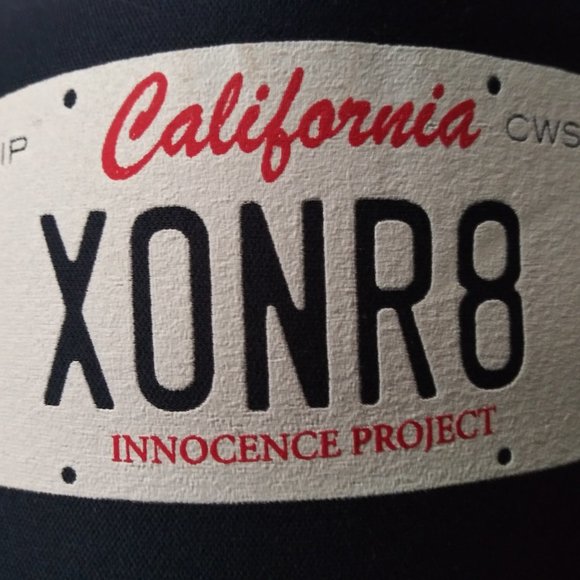 California
IP CWS
XONR8
INNOCENCE PROJECT